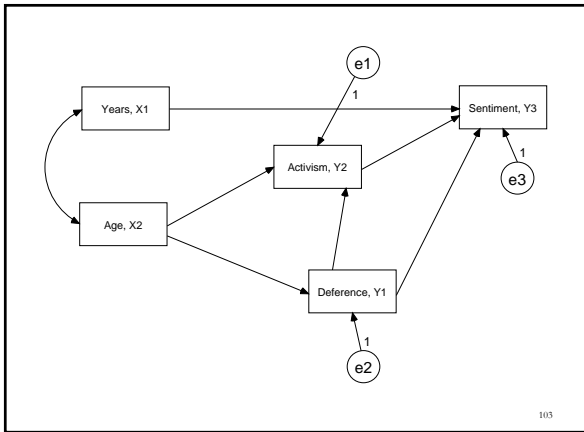 e1
1
Years, X1
Sentiment, Y3
Activism, Y2
1
e3
Age, X2
Deference, Y1
1
e2
103